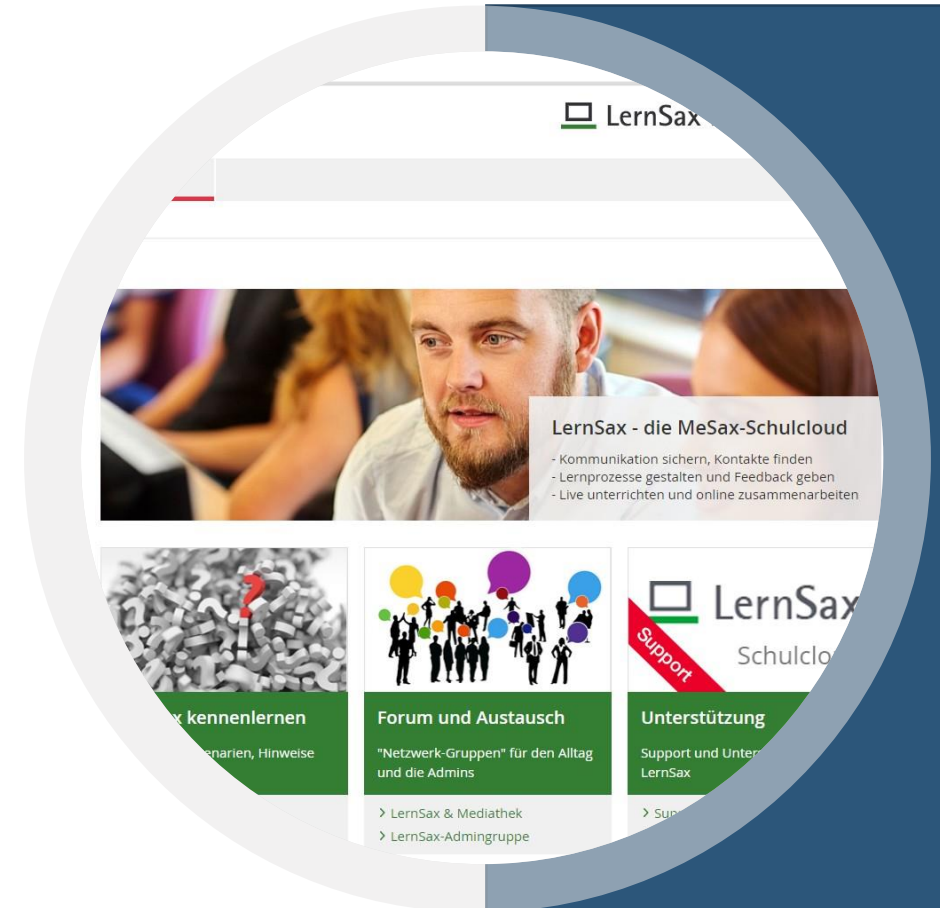 LernSax
LernSax - die MeSax-Schulcloud
- Kommunikation sichern, Kontakte finden
- Lernprozesse gestalten und Feedback geben
- Live unterrichten und online zusammenarbeiten
?
LernSax
Support
kennenlernen
Hinweise
Forum und Austausch
"Netzwerk-Gruppen" für den Alltag
und die Admins
> LernSax & Mediathek
> LernSax-Admingruppe
Unterstützung
Support und
LernSax